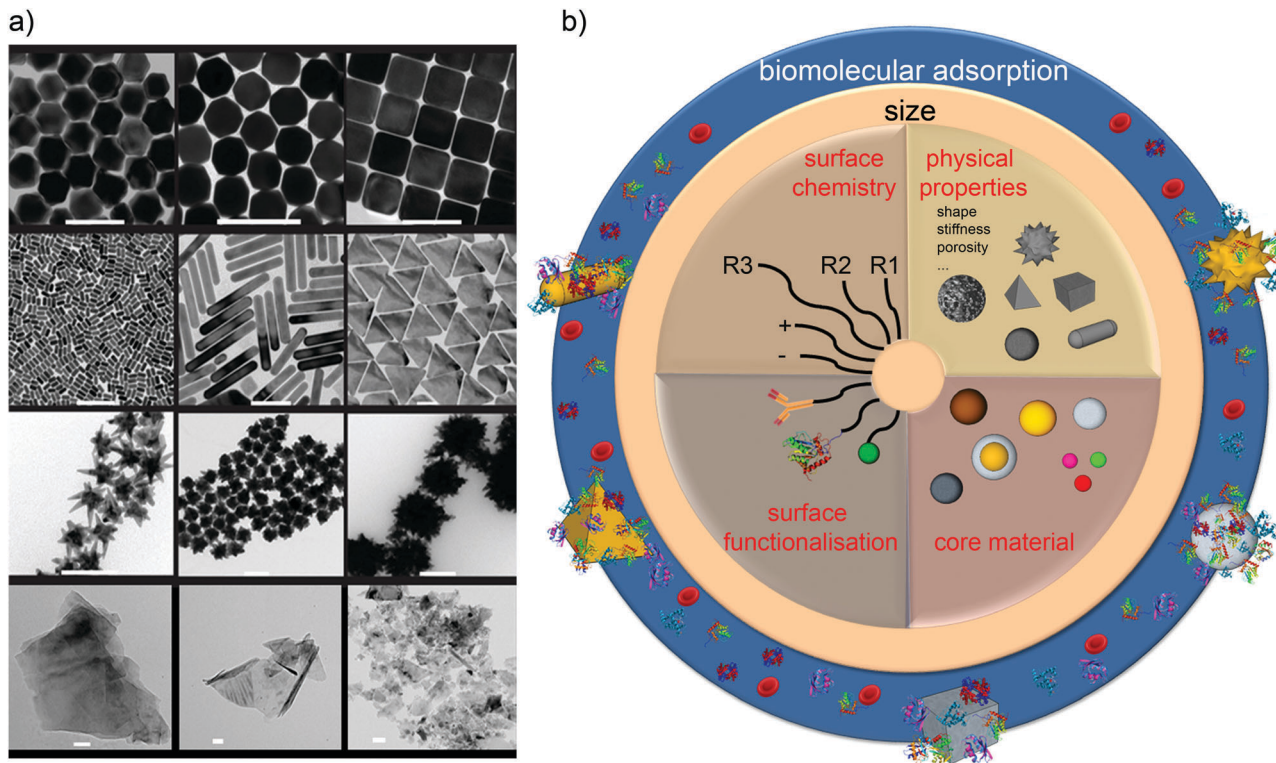 a)
b)
biomolecular adsorption
size
surface
chemistry
physical
properties
shape
stiffness
porosity
...
R3
R2
R1
+
-
surface
functionalisation
core material